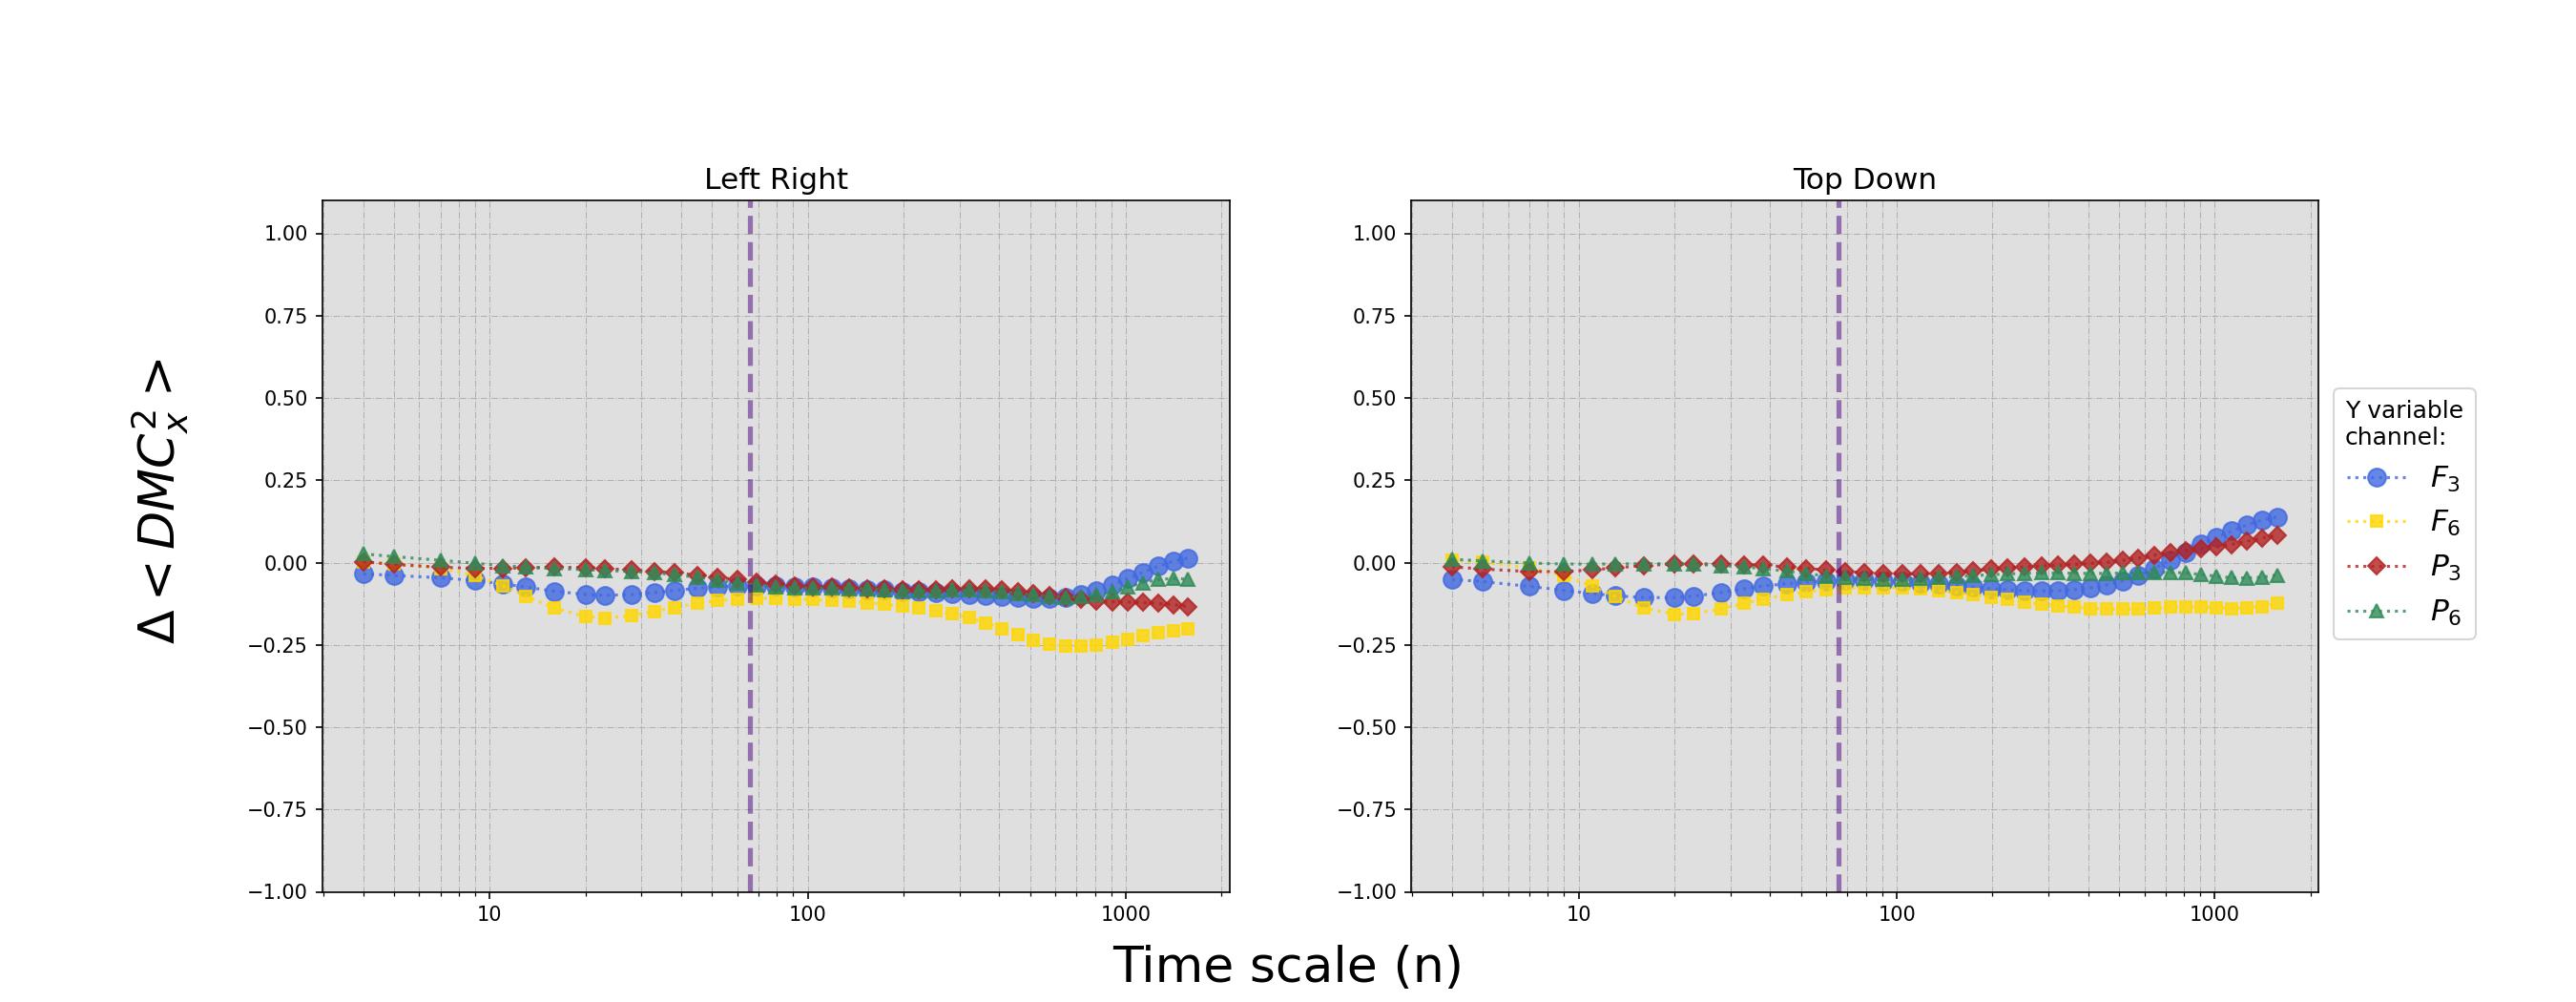 Left Right
Top Down
Δ < DMC²ₓ >
1.00
0.75
0.50
0.25
0.00
−0.25
−0.50
−0.75
−1.00
10 100 1000
1.00
0.75
0.50
0.25
0.00
−0.25
−0.50
−0.75
−1.00
10 100 1000
Y variable
channel:
F₃
F₆
P₃
P₆
Time scale (n)